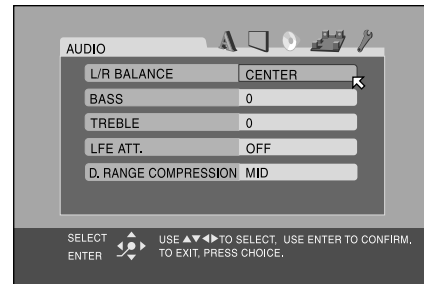 AUDIO
L/R BALANCE CENTER
BASS 0
TREBLE 0
LFE ATT. OFF
D. RANGE COMPRESSION MID
SELECT
ENTER
USE ▲▼◀▶TO SELECT, USE ENTER TO CONFIRM.
TO EXIT, PRESS CHOICE.